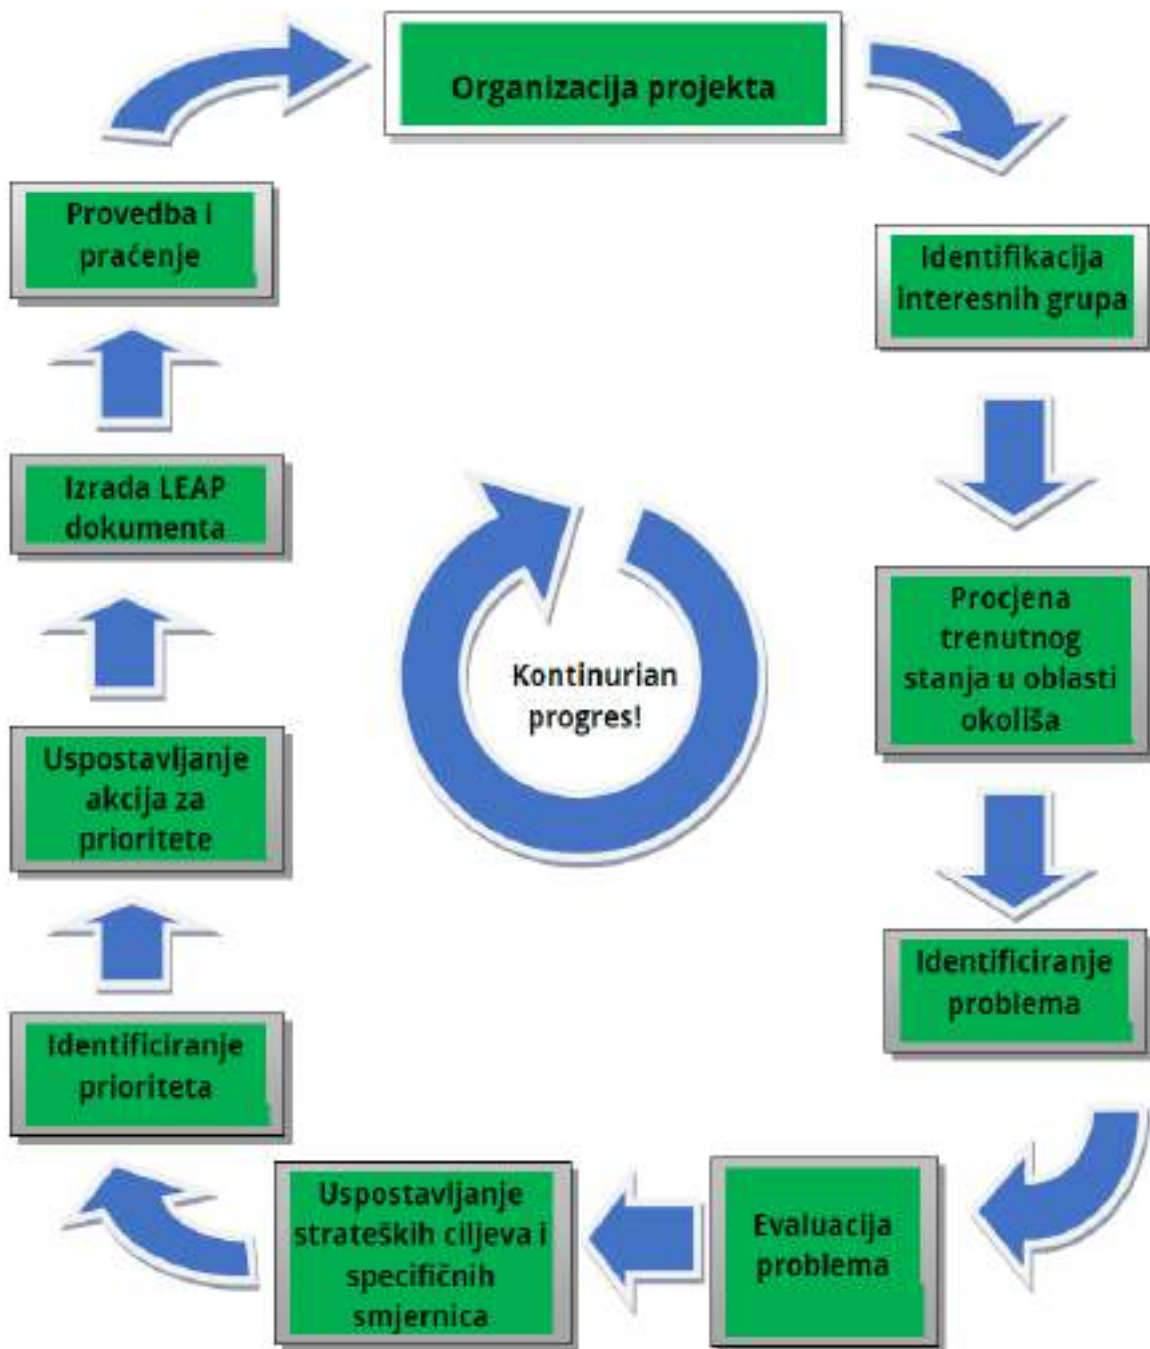 Organizacija projekta
Identifikacija
interesnih grupa
Procjena
trenutnog
stanja u oblasti
okoliša
Identificiranje
problema
Evaluacija
problema
Uspostavljanje
strateških ciljeva i
specifičnih
smjernica
Identificiranje
prioriteta
Uspostavljanje
akcija za
prioritete
Izrada LEAP
dokumenta
Provedba i
praćenje
Kontinurian
progres!